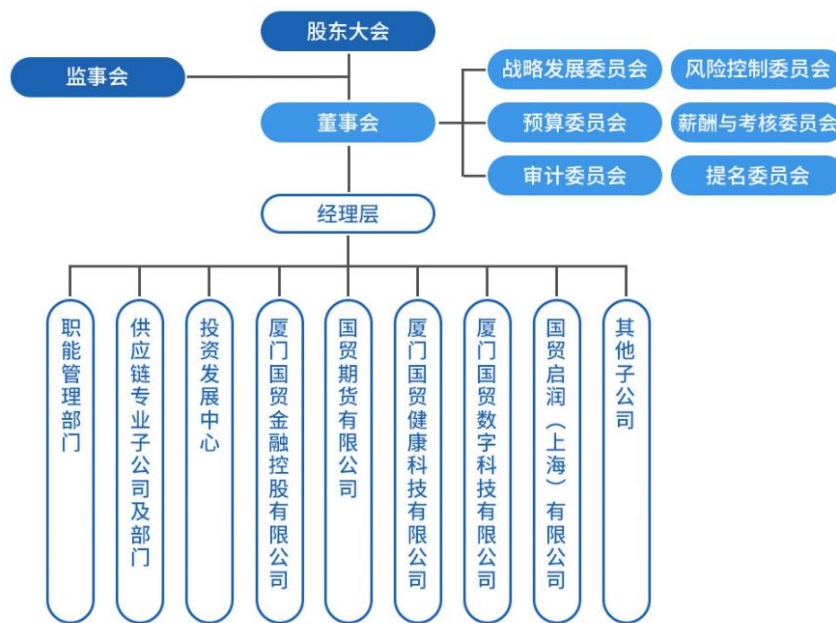 股东大会
监事会
董事会
战略发展委员会
风险控制委员会
预算委员会
薪酬与考核委员会
审计委员会
提名委员会
经理层
职能管理部门
供应链专业子公司及部门
投资发展中心
厦门国贸金融控股有限公司
国贸期货有限公司
厦门国贸健康科技有限公司
厦门国贸数字科技有限公司
国贸启润（上海）有限公司
其他子公司